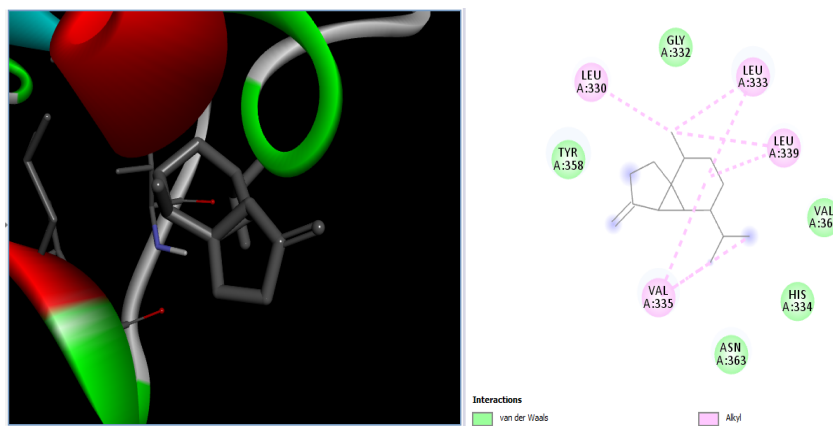 GLY
A:332
LEU
A:330
LEU
A:333
LEU
A:339
TYR
A:358
VAL
A:36
VAL
A:335
HIS
A:334
ASN
A:363
Interactions
van der Waals
Alkyl